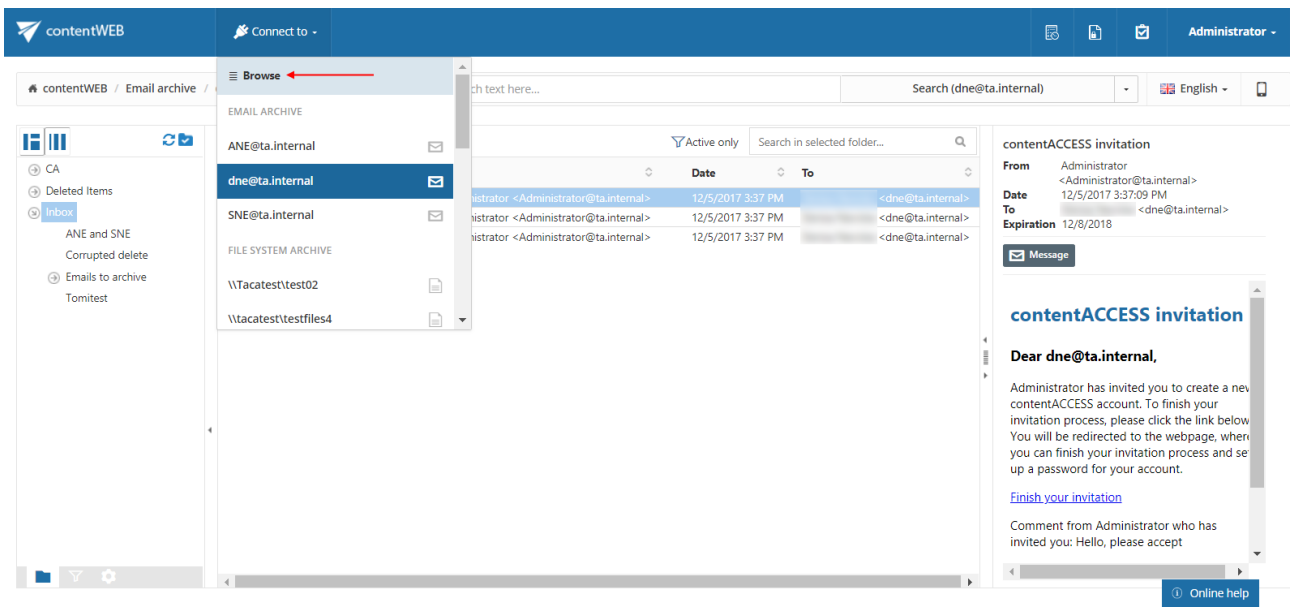 contentWEB
Connect to
Administrator
contentWEB / Email archive /
Browse
ch text here...
Search (dne@ta.internal)
English
EMAIL ARCHIVE
ANE@ta.internal
dne@ta.internal
SNE@ta.internal
FILE SYSTEM ARCHIVE
\\Tacatest\test02
\\tacatest\testfiles4
CA
Deleted Items
Inbox
ANE and SNE
Corrupted delete
Emails to archive
Tomitest
Active only
Search in selected folder...
Date To
istrator <Administrator@ta.internal> 12/5/2017 3:37 PM <dne@ta.internal>
istrator <Administrator@ta.internal> 12/5/2017 3:37 PM <dne@ta.internal>
istrator <Administrator@ta.internal> 12/5/2017 3:37 PM <dne@ta.internal>
contentACCESS invitation
From Administrator
<Administrator@ta.internal>
Date 12/5/2017 3:37:09 PM
To <dne@ta.internal>
Expiration 12/8/2018
Message
contentACCESS invitation
Dear dne@ta.internal,
Administrator has invited you to create a new
contentACCESS account. To finish your
invitation process, please click the link below
You will be redirected to the webpage, where
you can finish your invitation process and se
up a password for your account.
Finish your invitation
Comment from Administrator who has
invited you: Hello, please accept
Online help